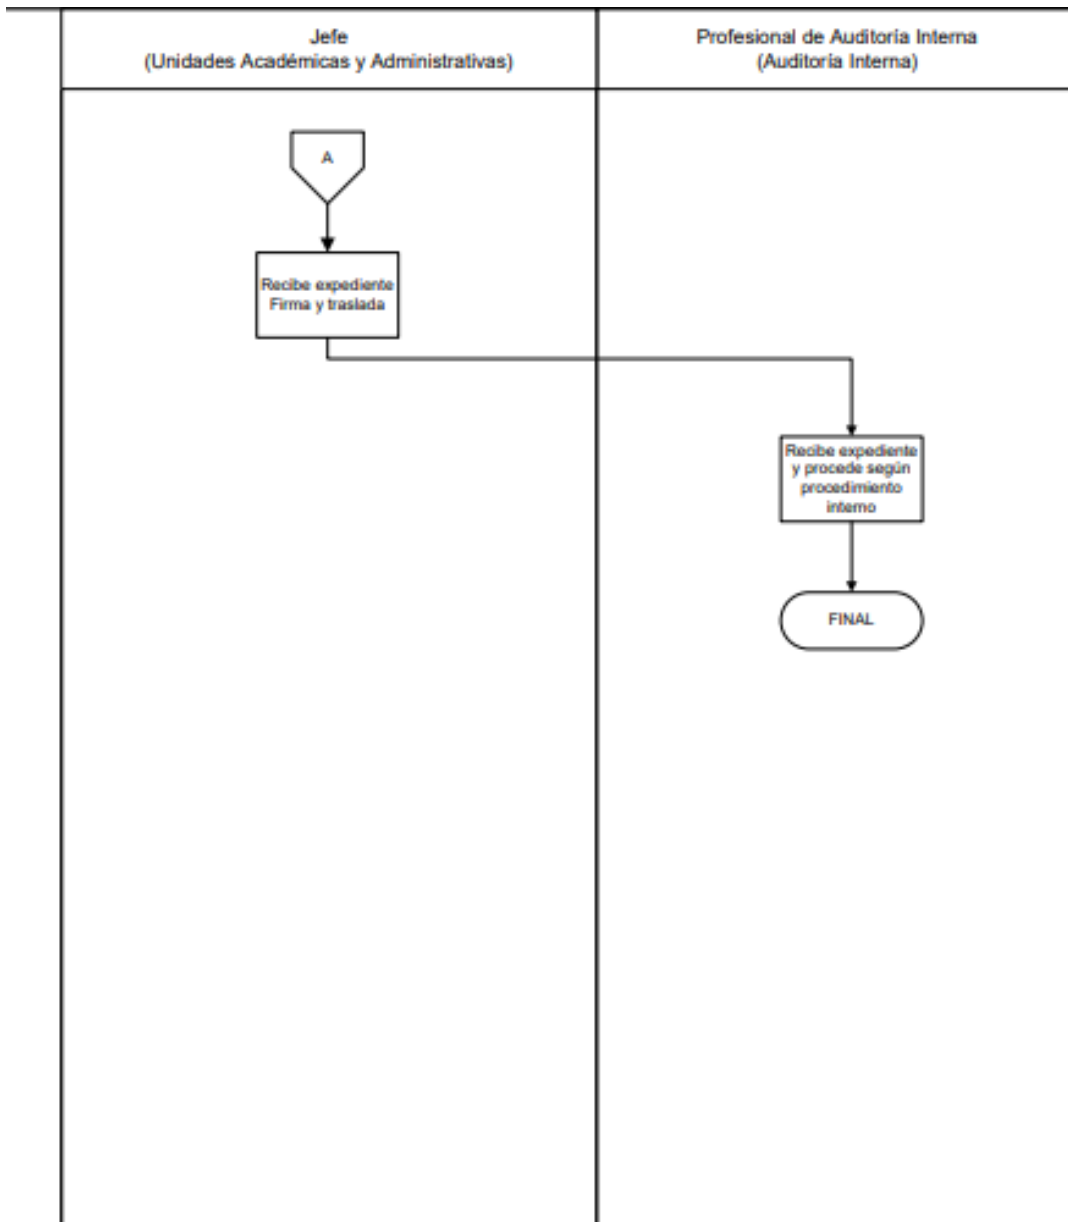 Jefe
(Unidades Académicas y Administrativas)
Profesional de Auditoría Interna
(Auditoría Interna)
A
Recibe expediente
Firma y traslada
Recibe expediente
y procede según
procedimiento
interno
FINAL